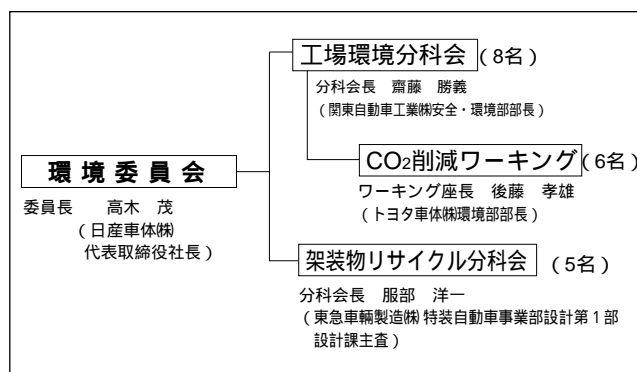 工場環境分科会（8名）
分科会長　齋藤　勝義
（関東自動車工業㈱安全・環境部部長）
CO₂削減ワーキング（6名）
ワーキング座長　後藤　孝雄
（トヨタ車体㈱環境部部長）
環境委員会
委員長　　高木　茂
（日産車体㈱
代表取締役社長）
架装物リサイクル分科会（5名）
分科会長　服部　洋一
（東急車輛製造㈱ 特装自動車事業部設計第１部
設計課主査）